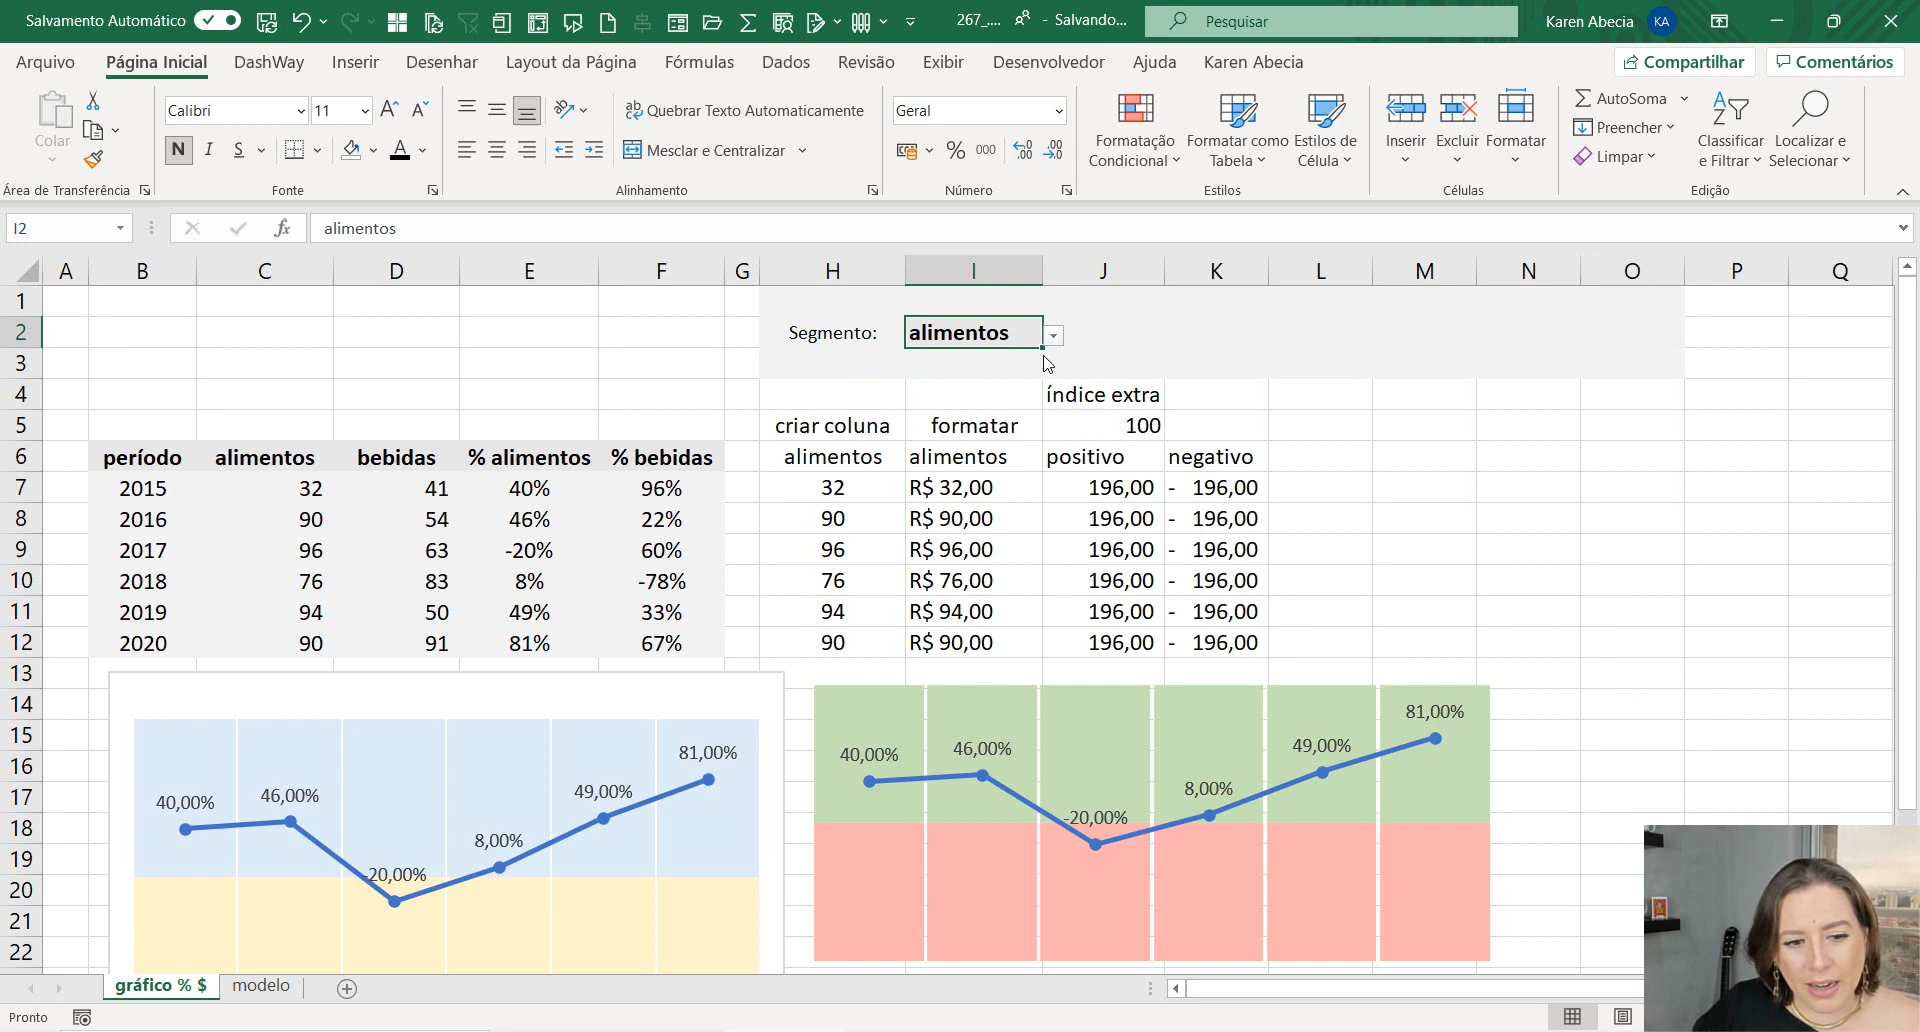 Salvamento Automático
267_.... - Salvando...
Pesquisar
Karen Abecia KA
Arquivo Página Inicial DashWay Inserir Desenhar Layout da Página Fórmulas Dados Revisão Exibir Desenvolvedor Ajuda Karen Abecia Compartilhar Comentários
Colar
Calibri 11
N I S A
Quebrar Texto Automaticamente
Mesclar e Centralizar
Geral
% 000
Formatação Condicional
Formatar como Tabela
Estilos de Célula
Inserir Excluir Formatar
AutoSoma
Preencher
Limpar
Classificar e Filtrar
Localizar e Selecionar
Área de Transferência Fonte Alinhamento Número Estilos Células Edição
I2 fx alimentos
A B C D E F G H I J K L M N O P Q
1
2 Segmento: alimentos
3
4 índice extra
5 criar coluna formatar 100
6 período alimentos bebidas % alimentos % bebidas alimentos alimentos positivo negativo
7 2015 32 41 40% 96% 32 R$ 32,00 196,00 - 196,00
8 2016 90 54 46% 22% 90 R$ 90,00 196,00 - 196,00
9 2017 96 63 -20% 60% 96 R$ 96,00 196,00 - 196,00
10 2018 76 83 8% -78% 76 R$ 76,00 196,00 - 196,00
11 2019 94 50 49% 33% 94 R$ 94,00 196,00 - 196,00
12 2020 90 91 81% 67% 90 R$ 90,00 196,00 - 196,00
13
14
15
16
17
18
19
20
21
22
40,00% 46,00% -20,00% 8,00% 49,00% 81,00%
40,00% 46,00% -20,00% 8,00% 49,00% 81,00%
gráfico % $ modelo
Pronto